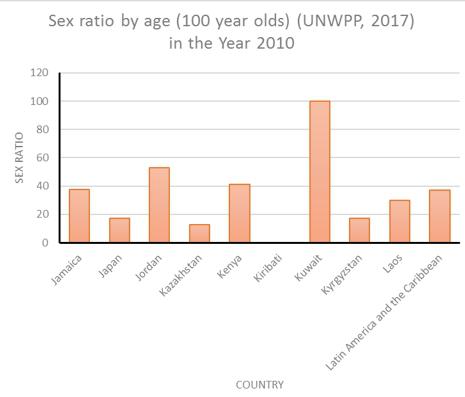 Sex ratio by age (100 year olds) (UNWPP, 2017)
in the Year 2010
120
100
80
60
40
20
0
SEX RATIO
Jamaica
Japan
Jordan
Kazakhstan
Kenya
Kiribati
Kuwait
Kyrgyzstan
Laos
Latin America and the Caribbean
COUNTRY